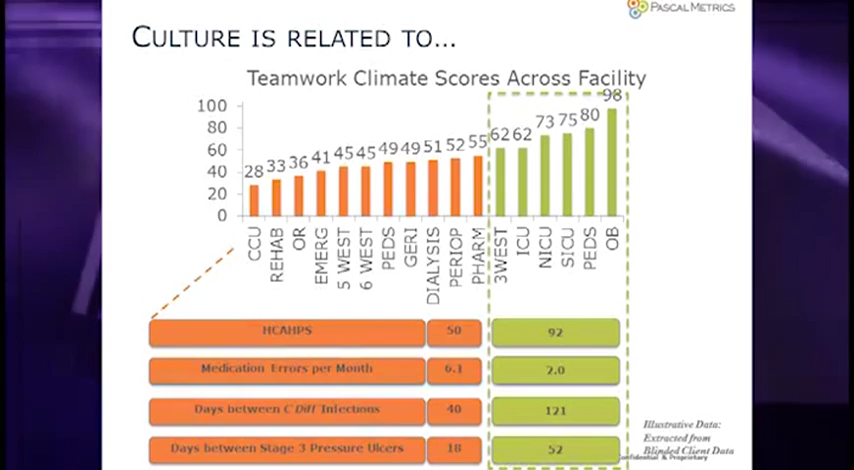 PASCAL METRICS
CULTURE IS RELATED TO...
Teamwork Climate Scores Across Facility
100
80
60
40
20
0
28 33 36 41 45 45 49 49 51 52 55 62 62 73 75 80 98
CCU
REHAB
OR
EMERG
5 WEST
6 WEST
PEDS
GERI
DIALYSIS
PERIOP
PHARM
3WEST
ICU
NICU
SICU
PEDS
OB
HCAHPS 50 92
Medication Errors per Month 6.1 2.0
Days between C Diff Infections 40 121
Days between Stage 3 Pressure Ulcers 18 52
Illustrative Data:
Extracted from
Blinded Client Data
Confidential & Proprietary